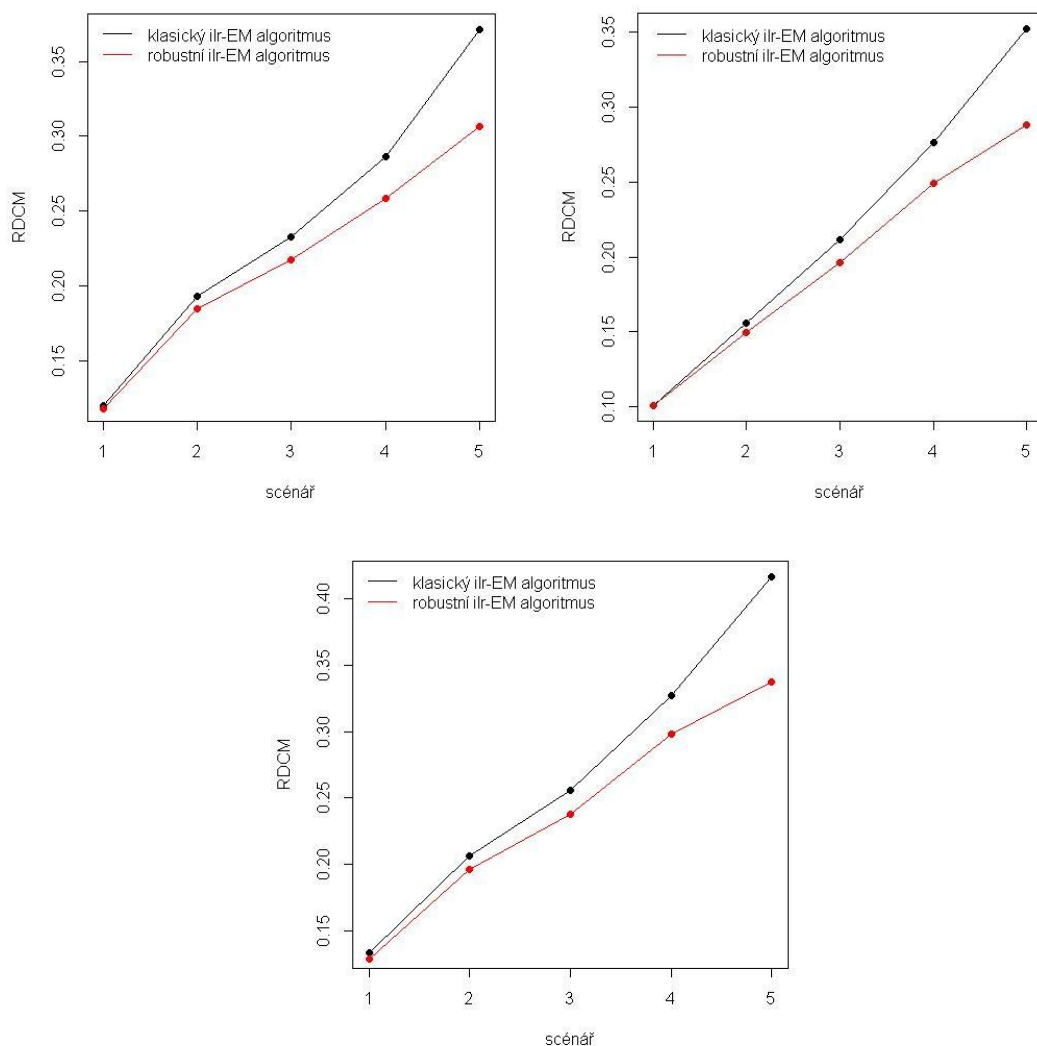 klasický ilr-EM algoritmus
robustní ilr-EM algoritmus
RDCM
0.35
0.30
0.25
0.20
0.15
1 2 3 4 5
scénář
klasický ilr-EM algoritmus
robustní ilr-EM algoritmus
RDCM
0.35
0.30
0.25
0.20
0.15
0.10
1 2 3 4 5
scénář
klasický ilr-EM algoritmus
robustní ilr-EM algoritmus
RDCM
0.40
0.35
0.30
0.25
0.20
0.15
1 2 3 4 5
scénář